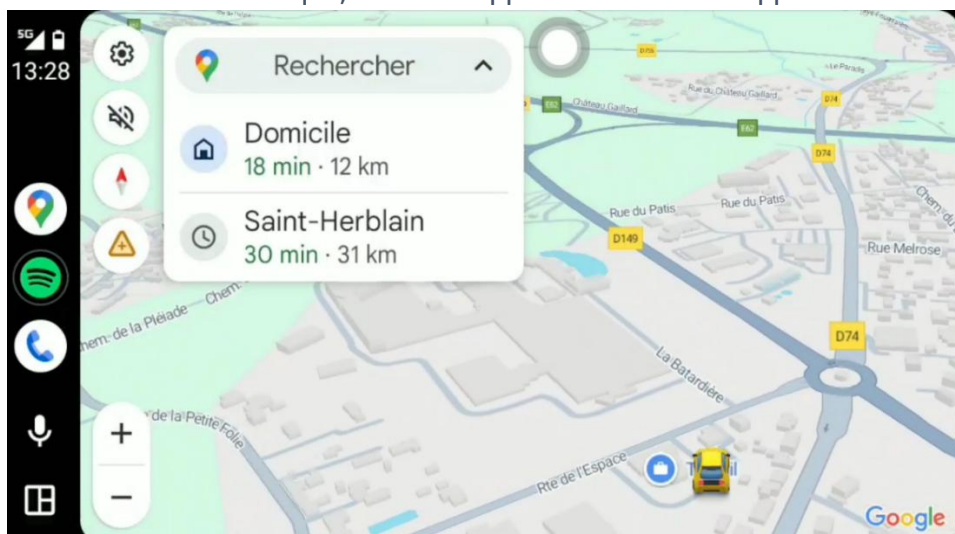 5G
13:28
Rechercher
Domicile
18 min · 12 km
Saint-Herblain
30 min · 31 km
Château Gaillard
E62
Rue du Château Gaillard
Le Paradis
D74
E62
D74
Rue du Patis
Rue du Patis
D149
Rue Melrose
Chem. de la Pléiade
Chem.
D74
La Batardière
de la Petite Folie
Rte de l'Espace
Google